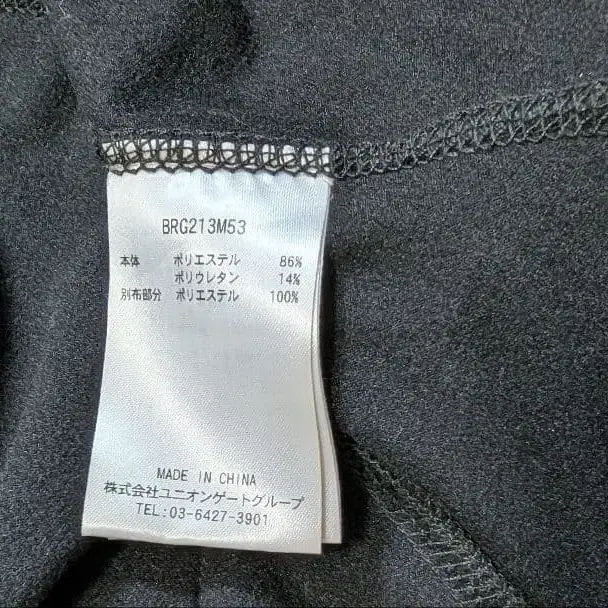 BRG213M53
本体 ポリエステル 86%
ポリウレタン 14%
別布部分 ポリエステル 100%
MADE IN CHINA
株式会社ユニオンゲートグループ
TEL:03-6427-3901